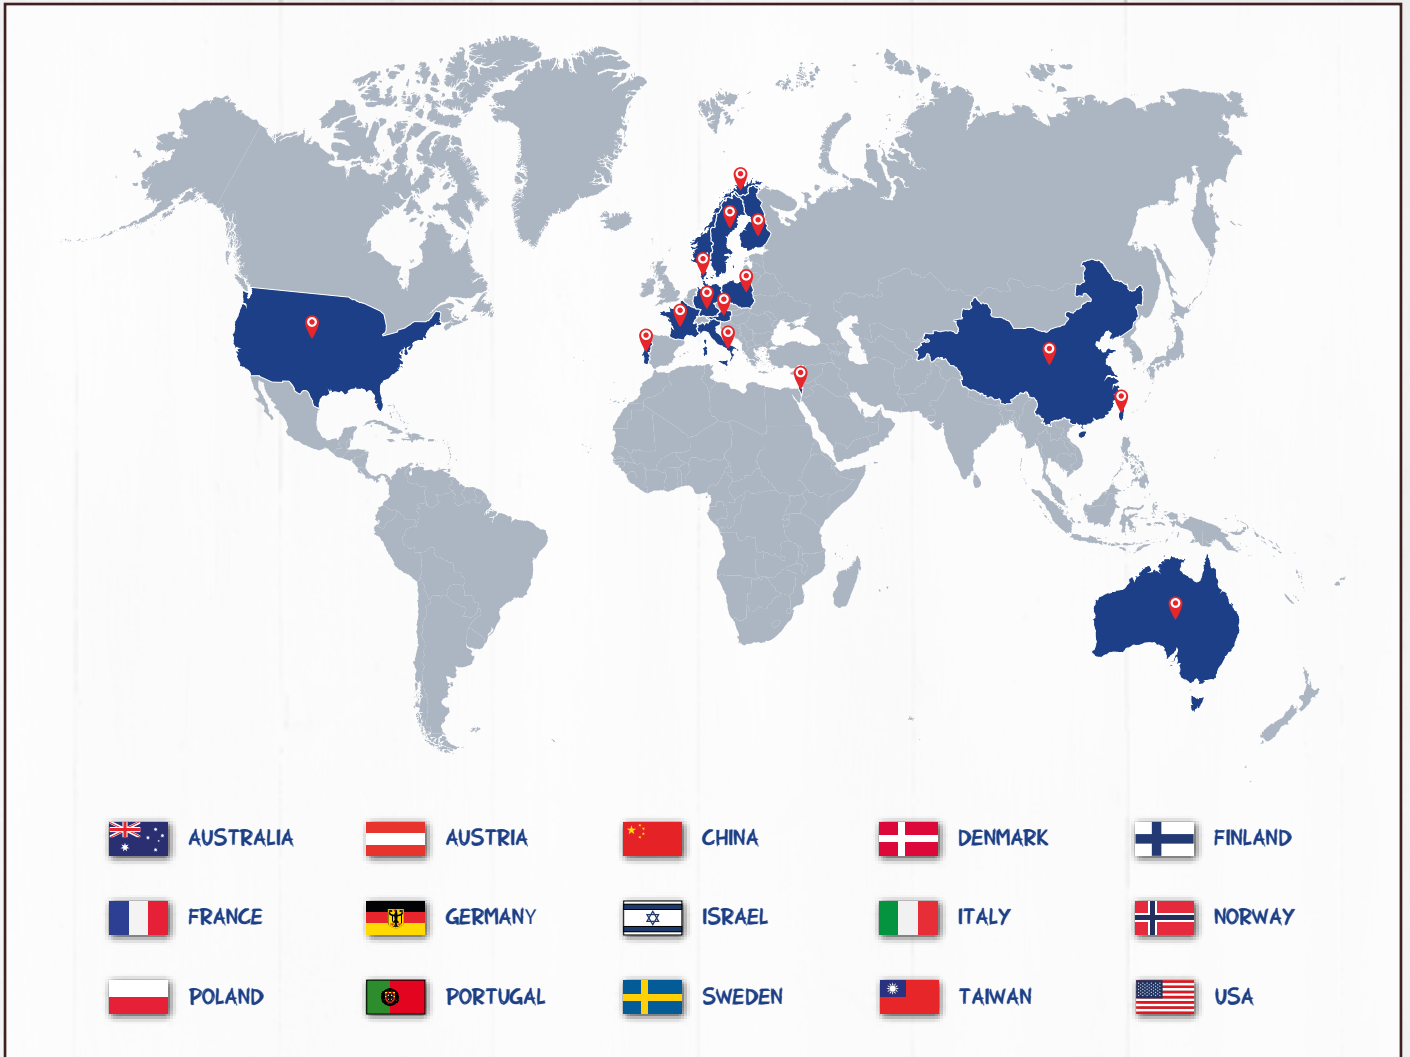 AUSTRALIA
AUSTRIA
CHINA
DENMARK
FINLAND
FRANCE
GERMANY
ISRAEL
ITALY
NORWAY
POLAND
PORTUGAL
SWEDEN
TAIWAN
USA